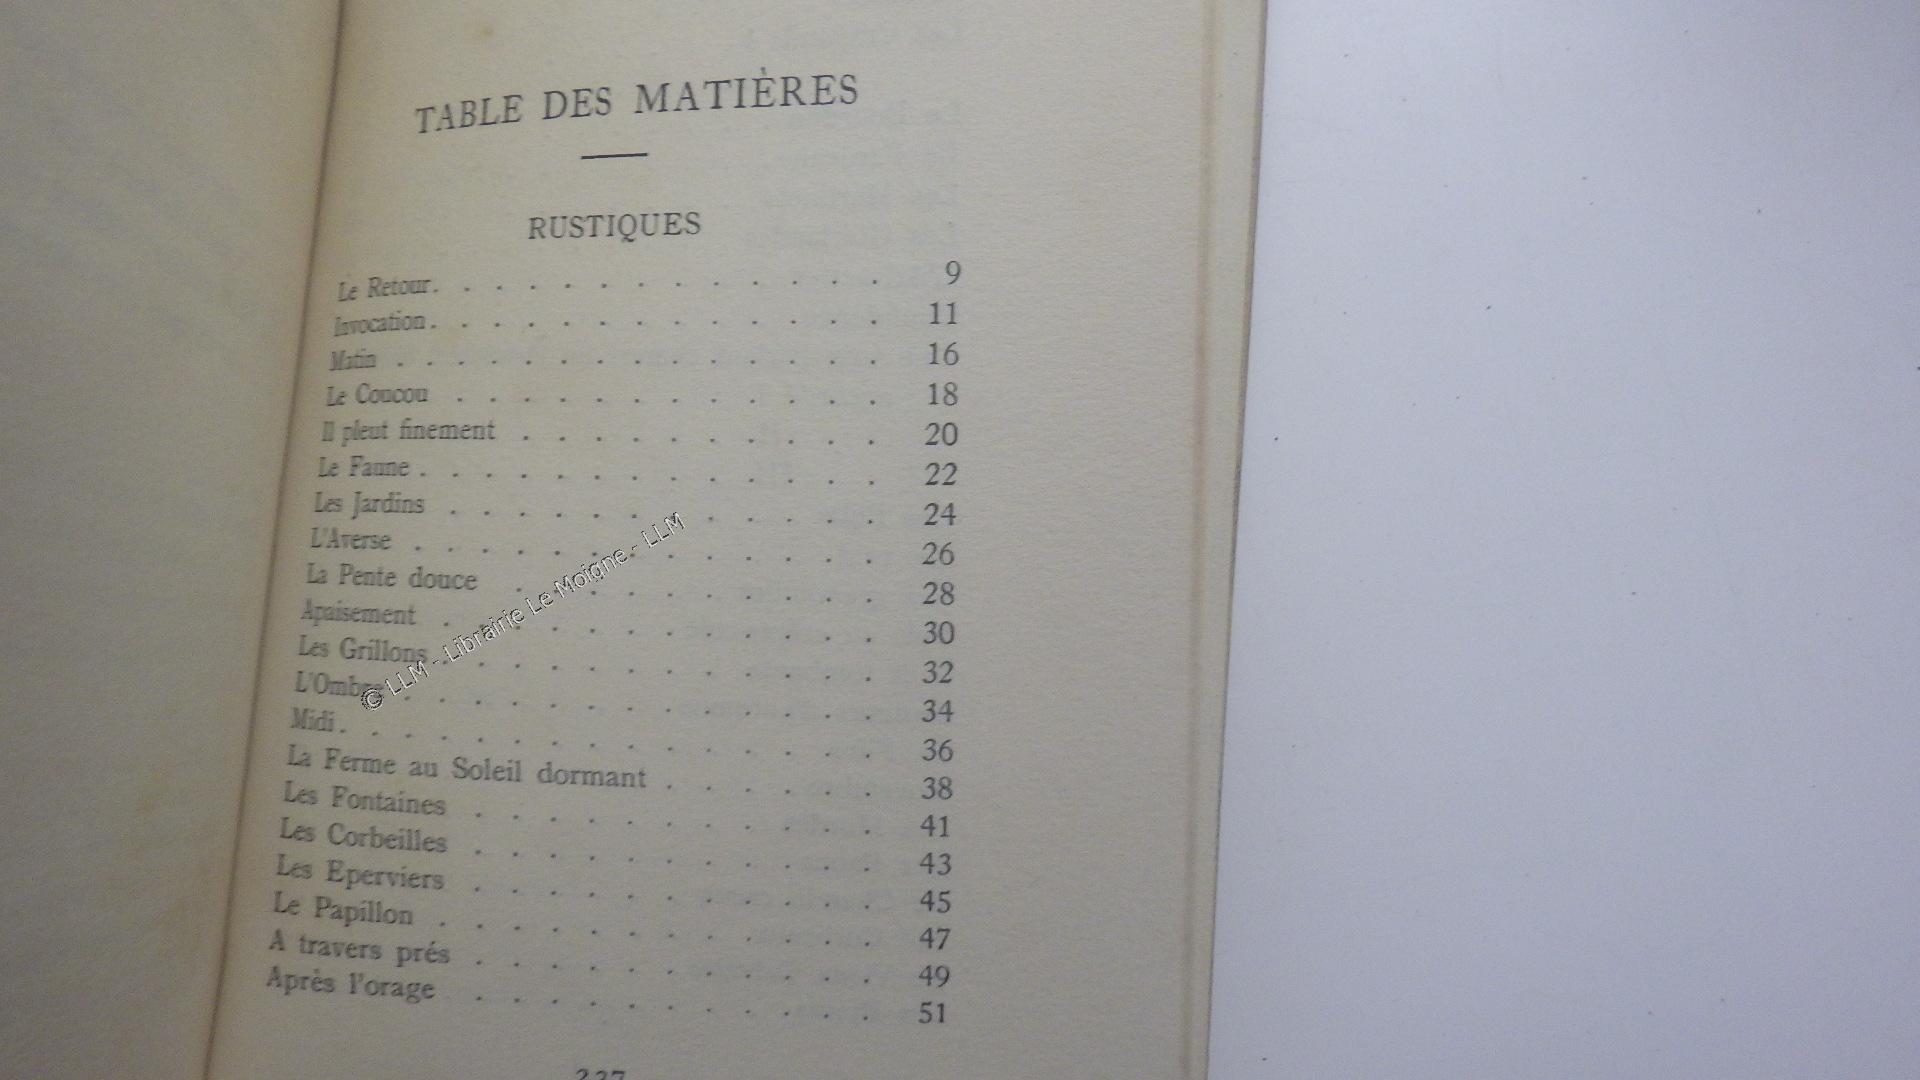 TABLE DES MATIÈRES
RUSTIQUES
Le Retour. . . . . . . . . . . . . 9
Invocation. . . . . . . . . . . . . 11
Matin . . . . . . . . . . . . . . 16
Le Coucou . . . . . . . . . . . . 18
Il pleut finement . . . . . . . . . . 20
Le Faune . . . . . . . . . . . . . 22
Les Jardins . . . . . . . . . . . . 24
L'Averse . . . . . . . . . . . . . 26
La Pente douce . . . . . . . . . . 28
Apaisement . . . . . . . . . . . . 30
Les Grillons . . . . . . . . . . . . 32
L'Ombre . . . . . . . . . . . . . 34
Midi . . . . . . . . . . . . . . . 36
La Ferme au Soleil dormant . . . . . . 38
Les Fontaines . . . . . . . . . . . 41
Les Corbeilles . . . . . . . . . . . 43
Les Eperviers . . . . . . . . . . . 45
Le Papillon . . . . . . . . . . . . 47
A travers prés . . . . . . . . . . . 49
Après l'orage . . . . . . . . . . . 51
237
© LLM - Librairie Le Moigne - LLM